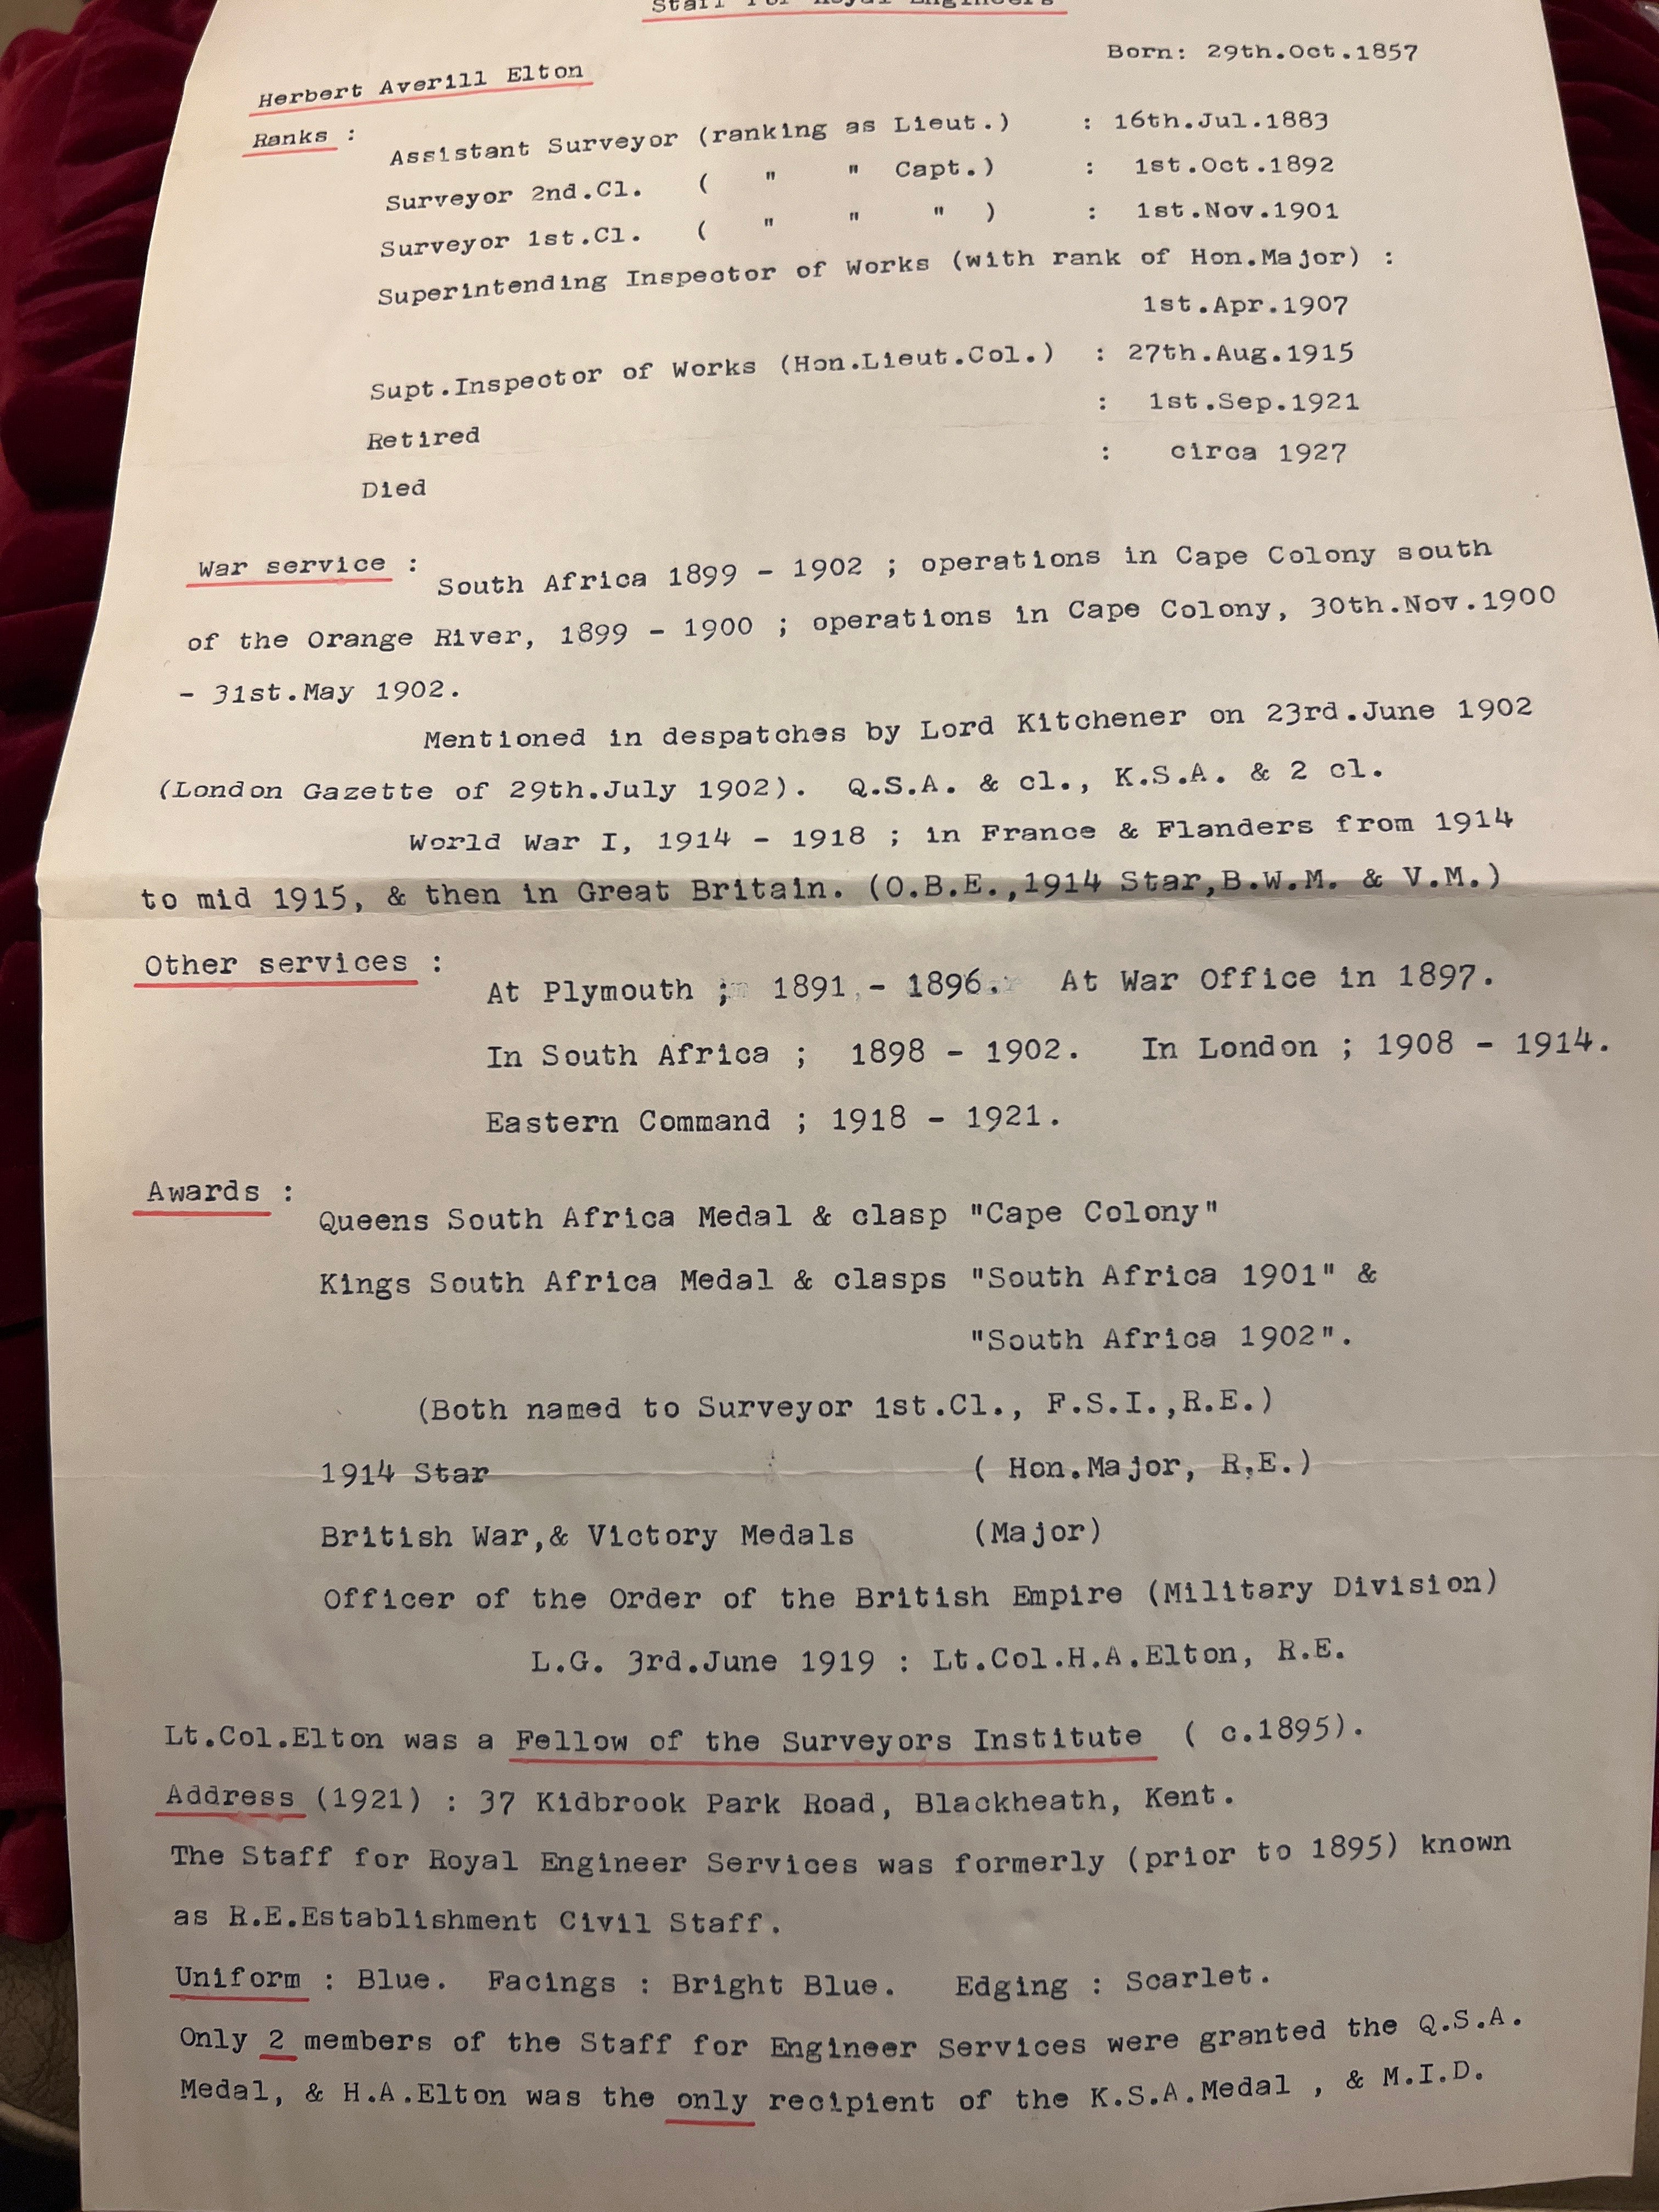 Staff for Royal Engineers
Born: 29th.Oct.1857
Herbert Averill Elton
Ranks :
Assistant Surveyor (ranking as Lieut.) : 16th.Jul.1883
Surveyor 2nd.Cl. ( " " Capt.) : 1st.Oct.1892
Surveyor 1st.Cl. ( " " " ) : 1st.Nov.1901
Superintending Inspector of Works (with rank of Hon.Major) :
1st.Apr.1907
Supt.Inspector of Works (Hon.Lieut.Col.) : 27th.Aug.1915
Retired : 1st.Sep.1921
Died : circa 1927
War service :
South Africa 1899 - 1902 ; operations in Cape Colony south
of the Orange River, 1899 - 1900 ; operations in Cape Colony, 30th.Nov.1900
- 31st.May 1902.
Mentioned in despatches by Lord Kitchener on 23rd.June 1902
(London Gazette of 29th.July 1902). Q.S.A. & cl., K.S.A. & 2 cl.
World War I, 1914 - 1918 ; in France & Flanders from 1914
to mid 1915, & then in Great Britain. (O.B.E.,1914 Star,B.W.M. & V.M.)
Other services :
At Plymouth ; 1891 - 1896. At War Office in 1897.
In South Africa ; 1898 - 1902. In London ; 1908 - 1914.
Eastern Command ; 1918 - 1921.
Awards :
Queens South Africa Medal & clasp "Cape Colony"
Kings South Africa Medal & clasps "South Africa 1901" &
"South Africa 1902".
(Both named to Surveyor 1st.Cl., F.S.I.,R.E.)
1914 Star ( Hon.Major, R.E.)
British War,& Victory Medals (Major)
Officer of the Order of the British Empire (Military Division)
L.G. 3rd.June 1919 : Lt.Col.H.A.Elton, R.E.
Lt.Col.Elton was a Fellow of the Surveyors Institute ( c.1895).
Address (1921) : 37 Kidbrook Park Road, Blackheath, Kent.
The Staff for Royal Engineer Services was formerly (prior to 1895) known
as R.E.Establishment Civil Staff.
Uniform : Blue. Facings : Bright Blue. Edging : Scarlet.
Only 2 members of the Staff for Engineer Services were granted the Q.S.A.
Medal, & H.A.Elton was the only recipient of the K.S.A.Medal , & M.I.D.